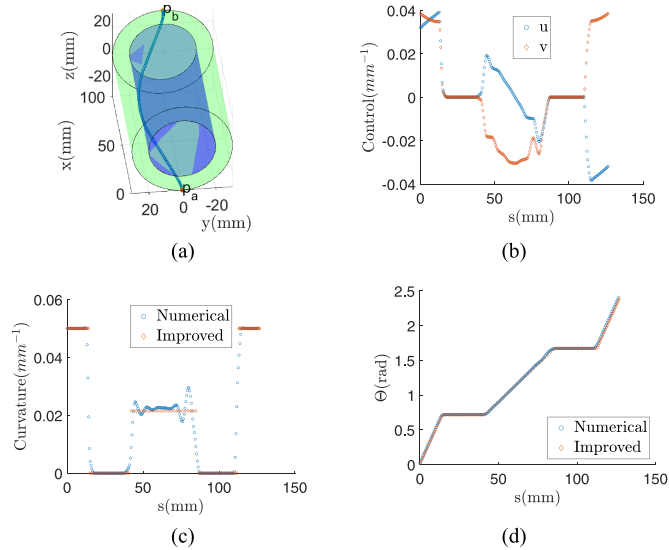 p_b
20
0
-20
z(mm)
100
50
0
x(mm)
20
0
-20
y(mm)
p_a
(a)
0.04
0.02
0
-0.02
-0.04
Control(mm⁻¹)
u
v
0
50
100
150
s(mm)
(b)
0.06
0.04
0.02
0
Curvature(mm⁻¹)
Numerical
Improved
0
50
100
150
s(mm)
(c)
2.5
2
1.5
1
0.5
0
Θ(rad)
Numerical
Improved
0
50
100
150
s(mm)
(d)